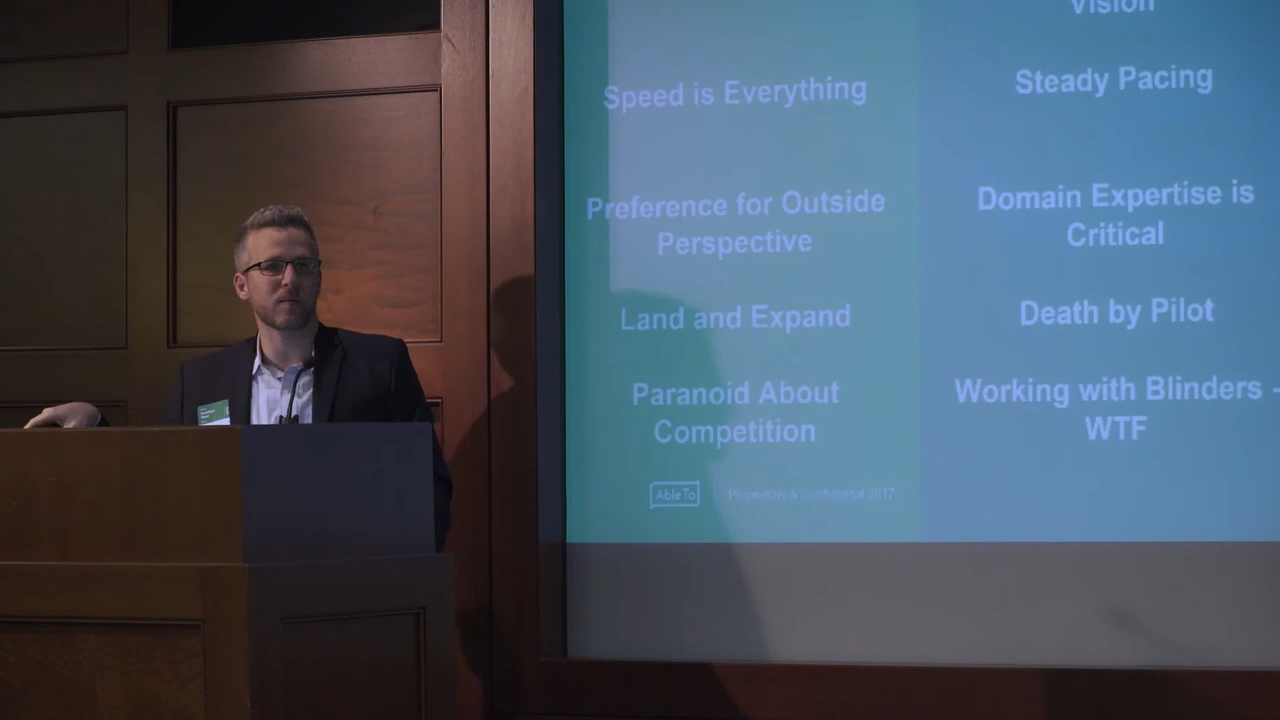 Vision
Speed is Everything
Steady Pacing
Preference for Outside
Perspective
Domain Expertise is
Critical
Land and Expand
Death by Pilot
Paranoid About
Competition
Working with Blinders -
WTF
AbleTo
Proprietary & Confidential 2017